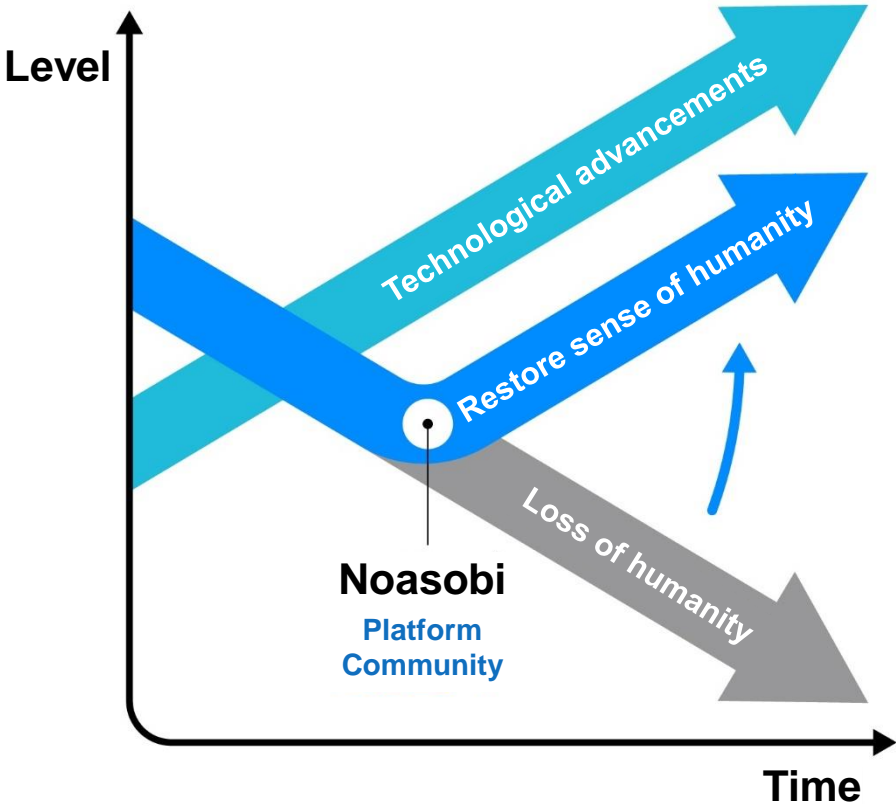 Level
Technological advancements
Restore sense of humanity
Loss of humanity
Noasobi
Platform
Community
Time